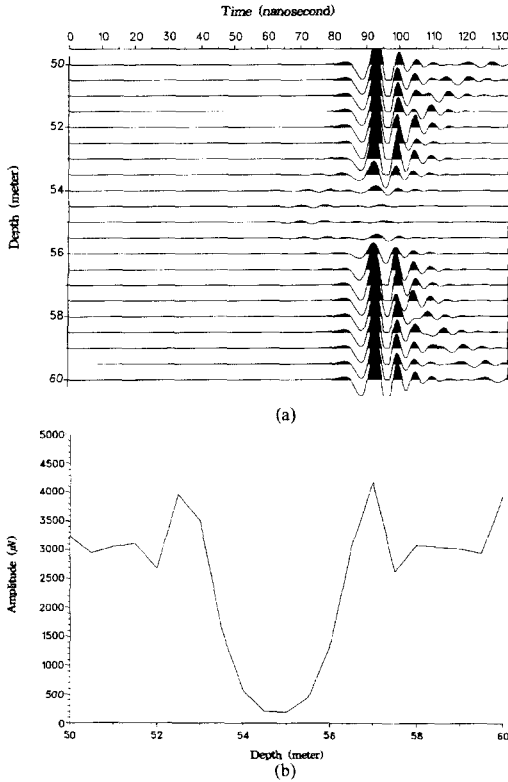 Time (nanosecond)
0 10 20 30 40 50 60 70 80 90 100 110 120 130
Depth (meter)
50
52
54
56
58
60
(a)
Amplitude (μV)
5000
4500
4000
3500
3000
2500
2000
1500
1000
500
0
50 52 54 56 58 60
Depth (meter)
(b)